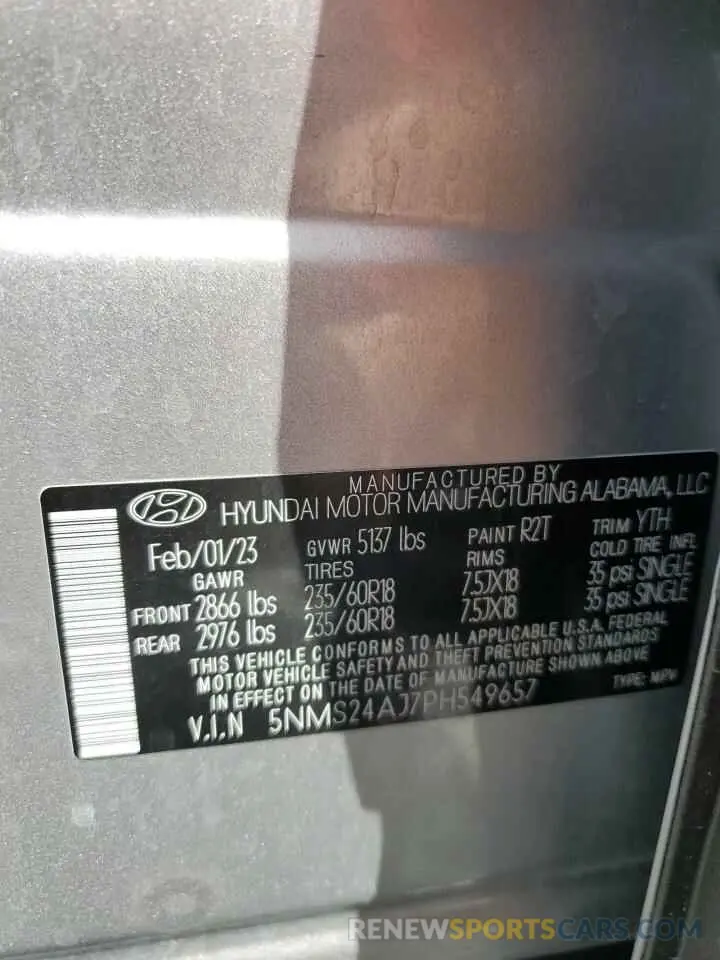 MANUFACTURED BY
HYUNDAI MOTOR MANUFACTURING ALABAMA, LLC
Feb/01/23 GVWR 5137 lbs PAINT R2T TRIM YTH
GAWR TIRES RIMS COLD TIRE INFL
FRONT 2866 lbs 235/60R18 7.5JX18 35 psi SINGLE
REAR 2976 lbs 235/60R18 7.5JX18 35 psi SINGLE
THIS VEHICLE CONFORMS TO ALL APPLICABLE U.S.A. FEDERAL
MOTOR VEHICLE SAFETY AND THEFT PREVENTION STANDARDS
IN EFFECT ON THE DATE OF MANUFACTURE SHOWN ABOVE
V.I.N 5NMS24AJ7PH549657 TYPE: MPV
RENEWSPORTSCARS.COM